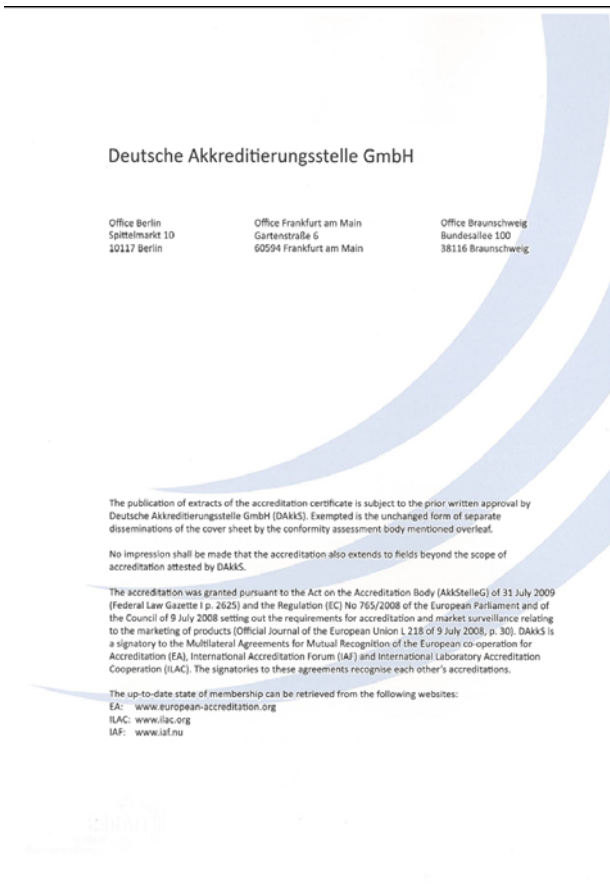 Deutsche Akkreditierungsstelle GmbH
Office Berlin
Spittelmarkt 10
10117 Berlin
Office Frankfurt am Main
Gartenstraße 6
60594 Frankfurt am Main
Office Braunschweig
Bundesallee 100
38116 Braunschweig
The publication of extracts of the accreditation certificate is subject to the prior written approval by
Deutsche Akkreditierungsstelle GmbH (DAkkS). Exempted is the unchanged form of separate
disseminations of the cover sheet by the conformity assessment body mentioned overleaf.
No impression shall be made that the accreditation also extends to fields beyond the scope of
accreditation attested by DAkkS.
The accreditation was granted pursuant to the Act on the Accreditation Body (AkkStelleG) of 31 July 2009
(Federal Law Gazette I p. 2625) and the Regulation (EC) No 765/2008 of the European Parliament and of
the Council of 9 July 2008 setting out the requirements for accreditation and market surveillance relating
to the marketing of products (Official Journal of the European Union L 218 of 9 July 2008, p. 30). DAkkS is
a signatory to the Multilateral Agreements for Mutual Recognition of the European co-operation for
Accreditation (EA), International Accreditation Forum (IAF) and International Laboratory Accreditation
Cooperation (ILAC). The signatories to these agreements recognise each other's accreditations.
The up-to-date state of membership can be retrieved from the following websites:
EA: www.european-accreditation.org
ILAC: www.ilac.org
IAF: www.iaf.nu